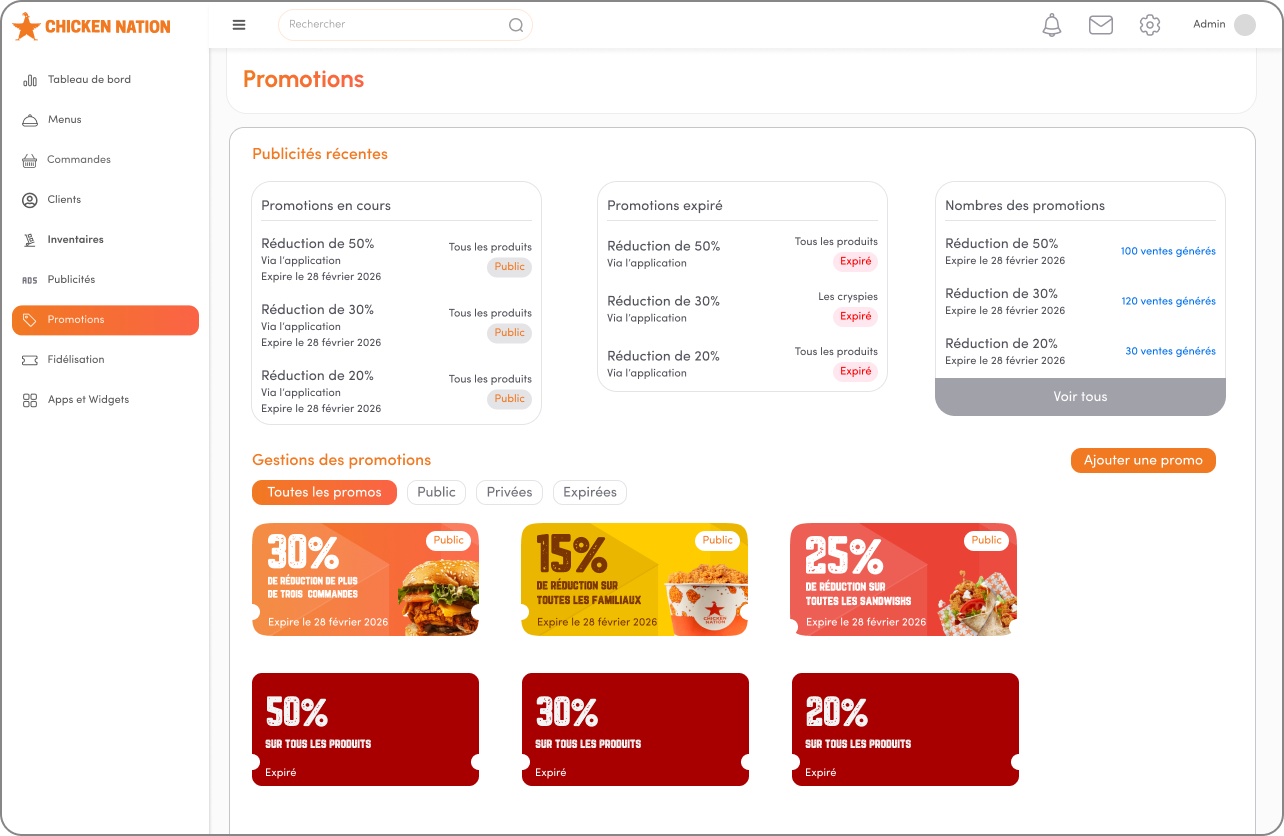 CHICKEN NATION
Rechercher
Admin
Tableau de bord
Menus
Commandes
Clients
Inventaires
ADS
Publicités
Promotions
Fidélisation
Apps et Widgets
Promotions
Publicités récentes
Promotions en cours
Réduction de 50%
Via l'application
Expire le 28 février 2026
Tous les produits
Public
Réduction de 30%
Via l'application
Expire le 28 février 2026
Tous les produits
Public
Réduction de 20%
Via l'application
Expire le 28 février 2026
Tous les produits
Public
Promotions expiré
Réduction de 50%
Via l'application
Tous les produits
Expiré
Réduction de 30%
Via l'application
Les cryspies
Expiré
Réduction de 20%
Via l'application
Tous les produits
Expiré
Nombres des promotions
Réduction de 50%
Expire le 28 février 2026
100 ventes générés
Réduction de 30%
Expire le 28 février 2026
120 ventes générés
Réduction de 20%
Expire le 28 février 2026
30 ventes générés
Voir tous
Gestions des promotions
Ajouter une promo
Toutes les promos
Public
Privées
Expirées
30%
Public
DE RÉDUCTION DE PLUS
DE TROIS COMMANDES
Expire le 28 février 2026
15%
Public
DE RÉDUCTION SUR
TOUTES LES FAMILIAUX
Expire le 28 février 2026
CHICKEN
NATION
25%
Public
DE RÉDUCTION SUR
TOUTES LES SANDWISHS
Expire le 28 février 2026
50%
SUR TOUS LES PRODUITS
Expiré
30%
SUR TOUS LES PRODUITS
Expiré
20%
SUR TOUS LES PRODUITS
Expiré